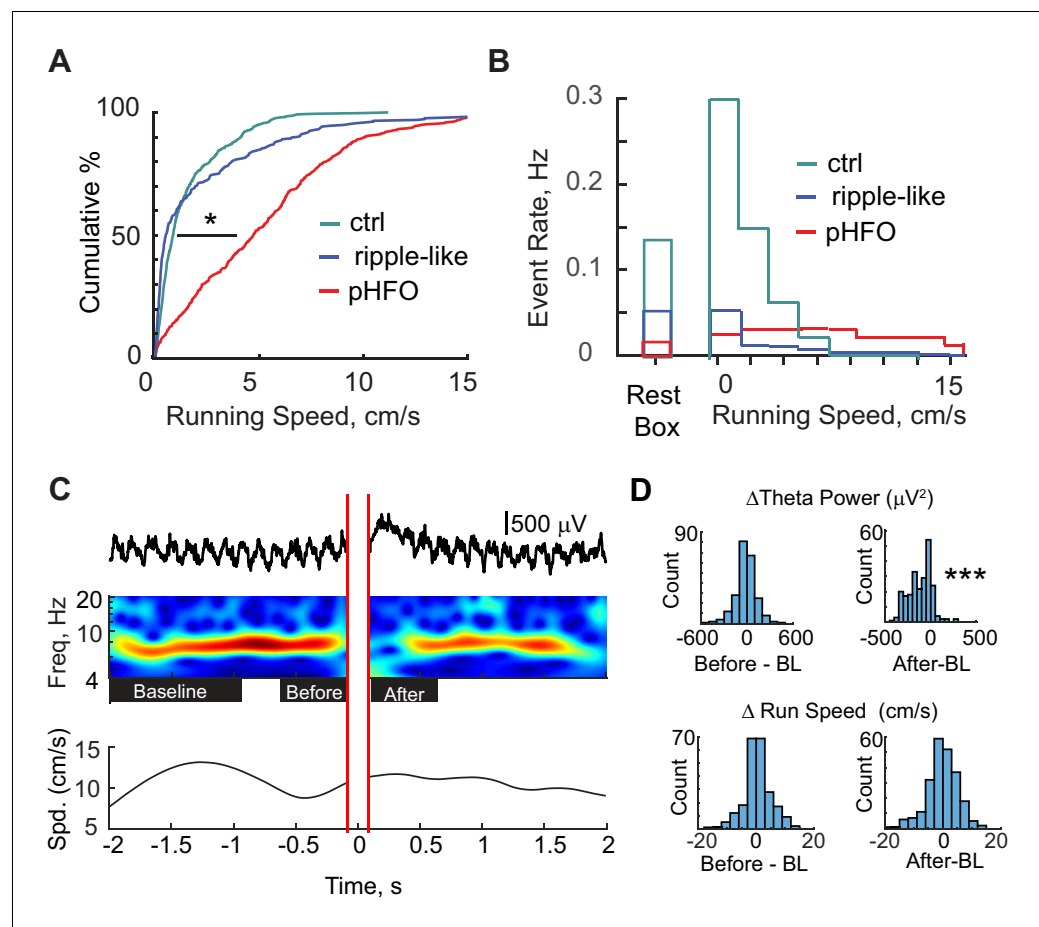 A
100
50
0
Cumulative %
*
ctrl
ripple-like
pHFO
0 5 10 15
Running Speed, cm/s
B
0.3
0.2
0.1
0
Event Rate, Hz
ctrl
ripple-like
pHFO
Rest
Box
0 15
Running Speed, cm/s
C
500 μV
20
10
4
Freq, Hz
Baseline Before After
15
10
5
Spd. (cm/s)
-2 -1.5 -1 -0.5 0 0.5 1 1.5 2
Time, s
D
ΔTheta Power (μV²)
90
Count
-600 0 600
Before - BL
60
Count
***
-500 0 500
After-BL
Δ Run Speed (cm/s)
70
Count
-20 0 20
Before - BL
60
Count
-20 0 20
After-BL